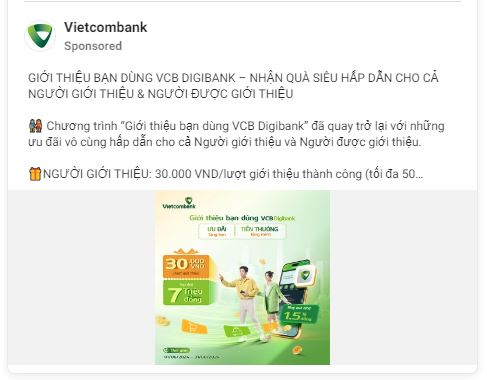 Vietcombank
Sponsored
GIỚI THIỆU BẠN DÙNG VCB DIGIBANK – NHẬN QUÀ SIÊU HẤP DẪN CHO CẢ
NGƯỜI GIỚI THIỆU & NGƯỜI ĐƯỢC GIỚI THIỆU
Chương trình “Giới thiệu bạn dùng VCB Digibank” đã quay trở lại với những
ưu đãi vô cùng hấp dẫn cho cả Người giới thiệu và Người được giới thiệu.
NGƯỜI GIỚI THIỆU: 30.000 VND/lượt giới thiệu thành công (tối đa 50...
Vietcombank
Giới thiệu bạn dùng VCBDigibank
ƯU ĐÃI
TIỀN THƯỞNG
30.000
VND
7 Triệu
đồng
1.5